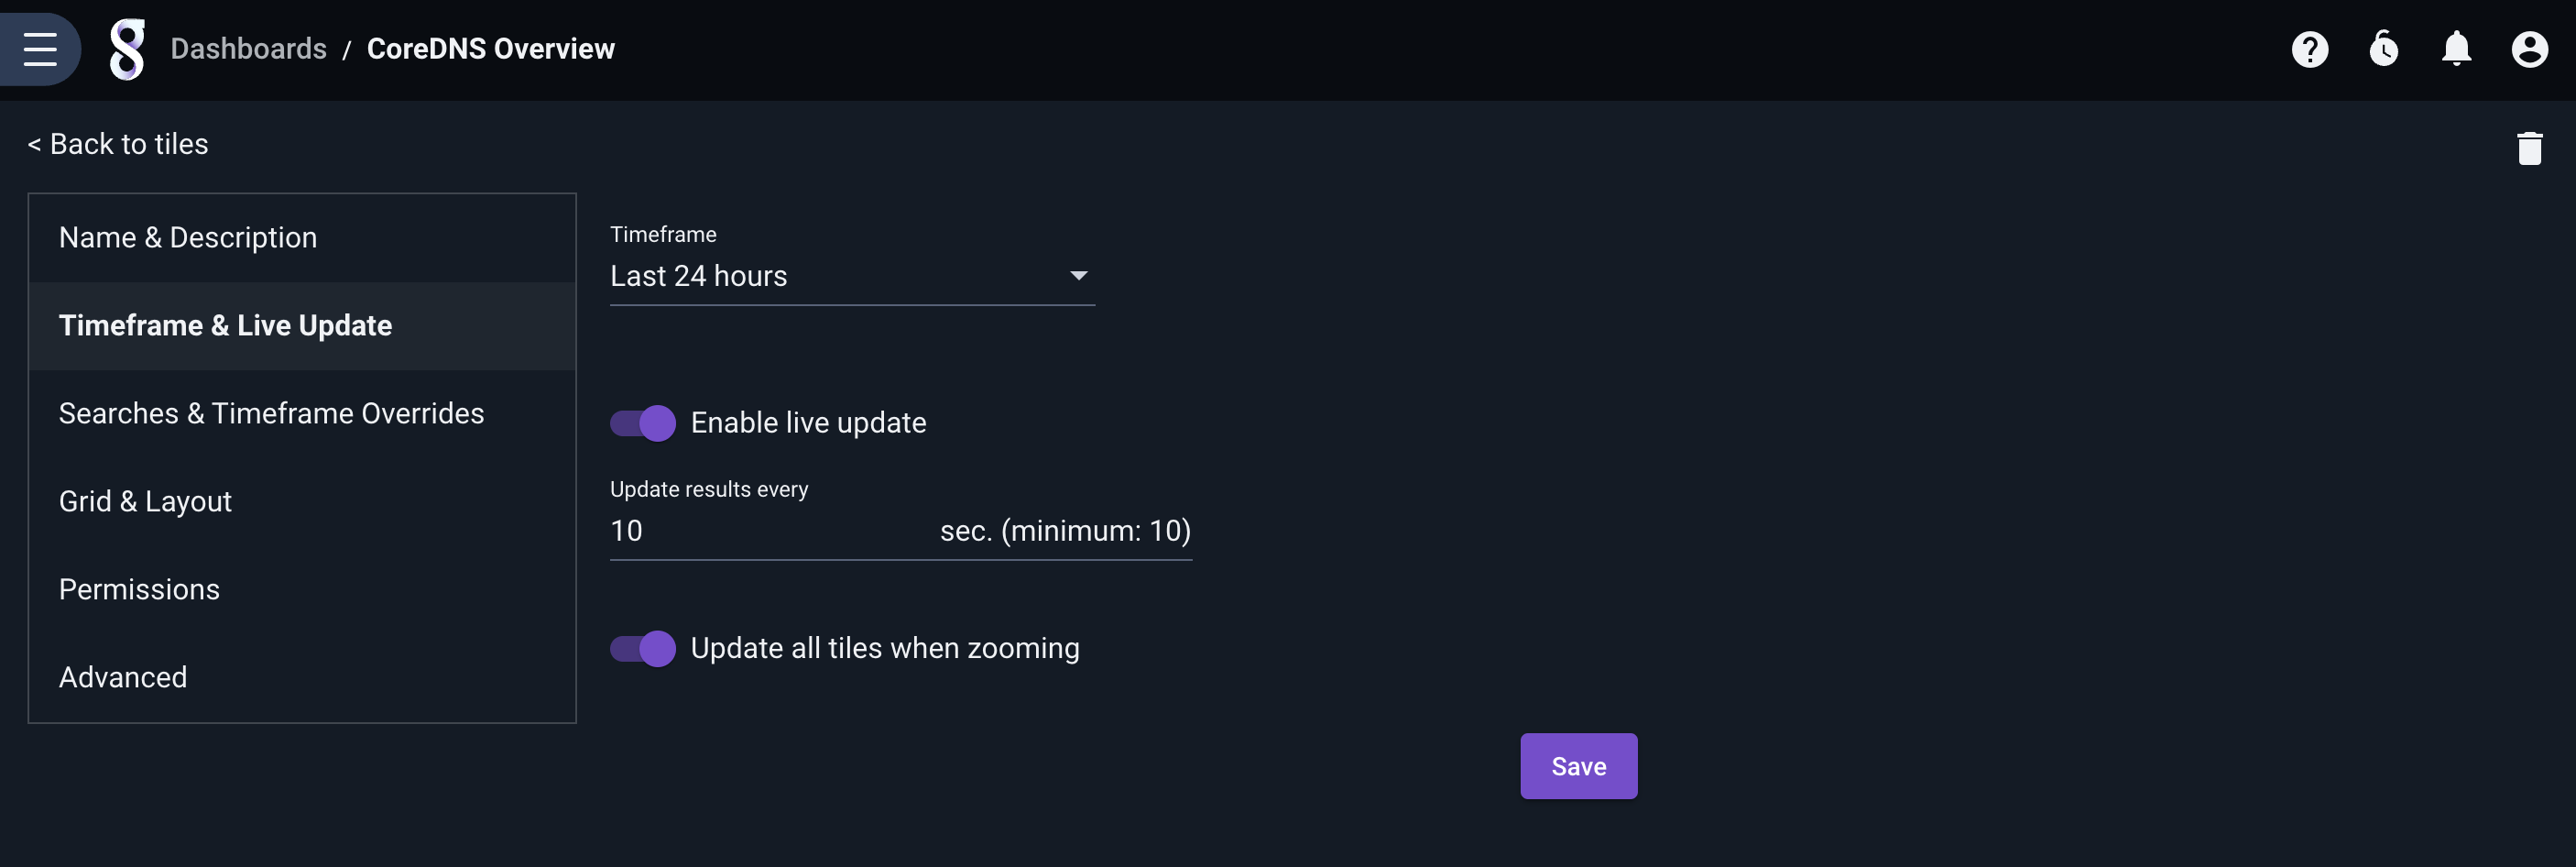 Dashboards / CoreDNS Overview
< Back to tiles
Name & Description
Timeframe & Live Update
Searches & Timeframe Overrides
Grid & Layout
Permissions
Advanced
Timeframe
Last 24 hours
Enable live update
Update results every
10 sec. (minimum: 10)
Update all tiles when zooming
Save